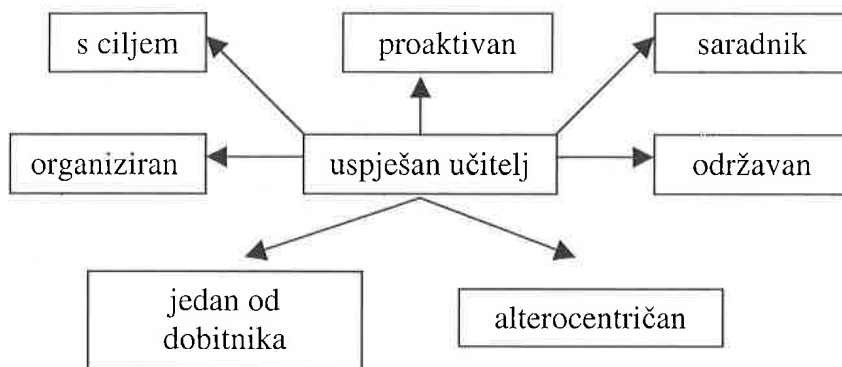 s ciljem
proaktivan
saradnik
organiziran
uspješan učitelj
održavan
jedan od
dobitnika
alterocentričan